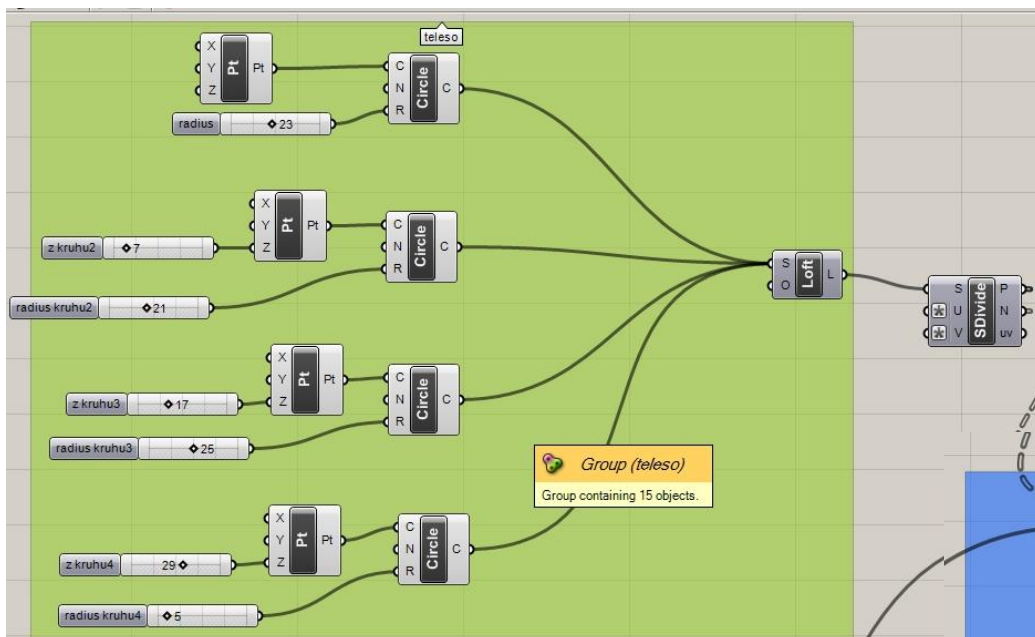 teleso
X
Y
Z
Pt
Pt
C
N
R
Circle
C
radius
23
X
Y
Z
Pt
Pt
C
N
R
Circle
C
z kruhu2
7
radius kruhu2
21
S
O
Loft
L
S
U
V
SDivide
P
N
uv
X
Y
Z
Pt
Pt
C
N
R
Circle
C
z kruhu3
17
radius kruhu3
25
Group (teleso)
Group containing 15 objects.
X
Y
Z
Pt
Pt
C
N
R
Circle
C
z kruhu4
29
radius kruhu4
5